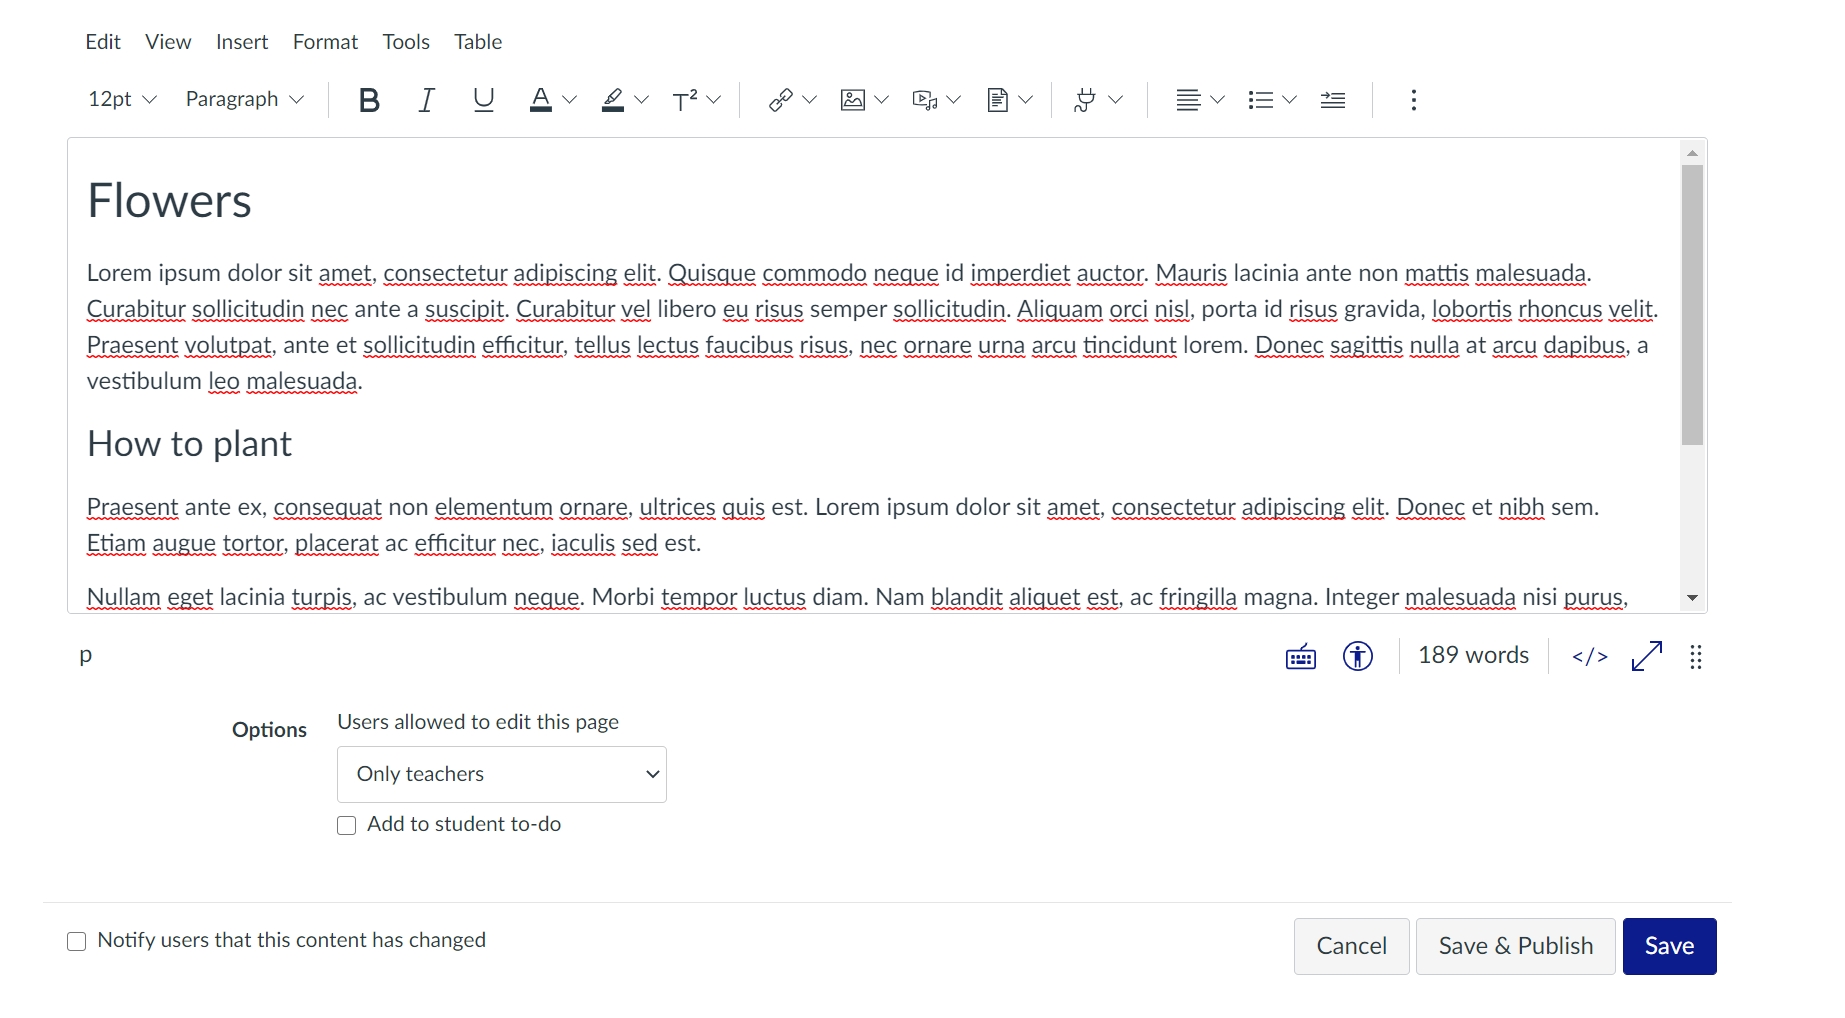 Edit View Insert Format Tools Table
12pt Paragraph B I U A T²
Flowers
Lorem ipsum dolor sit amet, consectetur adipiscing elit. Quisque commodo neque id imperdiet auctor. Mauris lacinia ante non mattis malesuada.
Curabitur sollicitudin nec ante a suscipit. Curabitur vel libero eu risus semper sollicitudin. Aliquam orci nisl, porta id risus gravida, lobortis rhoncus velit.
Praesent volutpat, ante et sollicitudin efficitur, tellus lectus faucibus risus, nec ornare urna arcu tincidunt lorem. Donec sagittis nulla at arcu dapibus, a
vestibulum leo malesuada.
How to plant
Praesent ante ex, consequat non elementum ornare, ultrices quis est. Lorem ipsum dolor sit amet, consectetur adipiscing elit. Donec et nibh sem.
Etiam augue tortor, placerat ac efficitur nec, iaculis sed est.
Nullam eget lacinia turpis, ac vestibulum neque. Morbi tempor luctus diam. Nam blandit aliquet est, ac fringilla magna. Integer malesuada nisi purus,
p 189 words </>
Options Users allowed to edit this page
Only teachers
Add to student to-do
Notify users that this content has changed Cancel Save & Publish Save